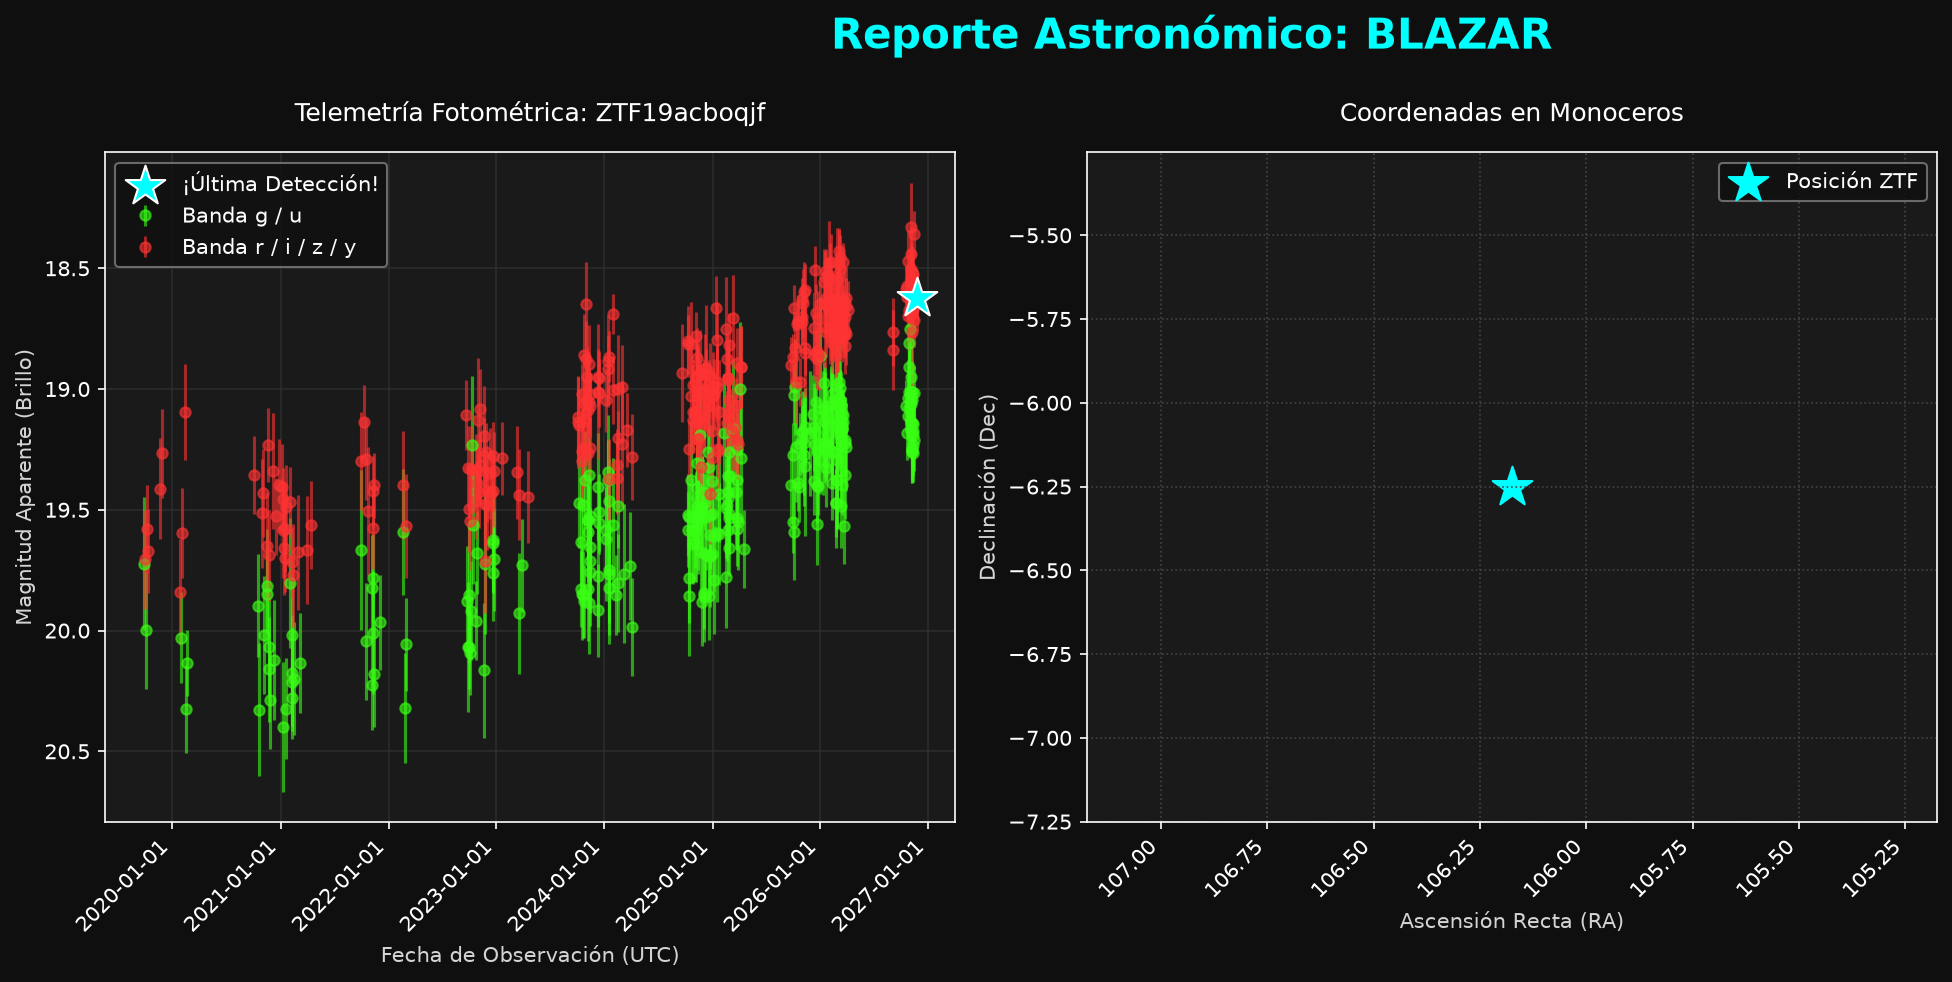 Reporte Astronómico: BLAZAR
Telemetría Fotométrica: ZTF19acboqjf
¡Última Detección!
Banda g / u
Banda r / i / z / y
Magnitud Aparente (Brillo)
18.5
19.0
19.5
20.0
20.5
2020-01-01
2021-01-01
2022-01-01
2023-01-01
2024-01-01
2025-01-01
2026-01-01
2027-01-01
Fecha de Observación (UTC)
Coordenadas en Monoceros
Posición ZTF
Declinación (Dec)
−5.50
−5.75
−6.00
−6.25
−6.50
−6.75
−7.00
−7.25
107.00
106.75
106.50
106.25
106.00
105.75
105.50
105.25
Ascensión Recta (RA)